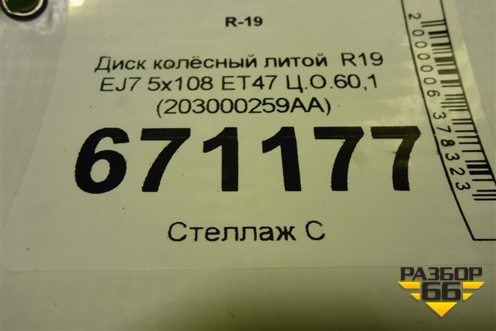 R-19
Диск колёсный литой R19
EJ7 5x108 ET47 Ц.О.60,1
(203000259AA)
671177
Стеллаж С
2000006378323
РАЗБОР
66